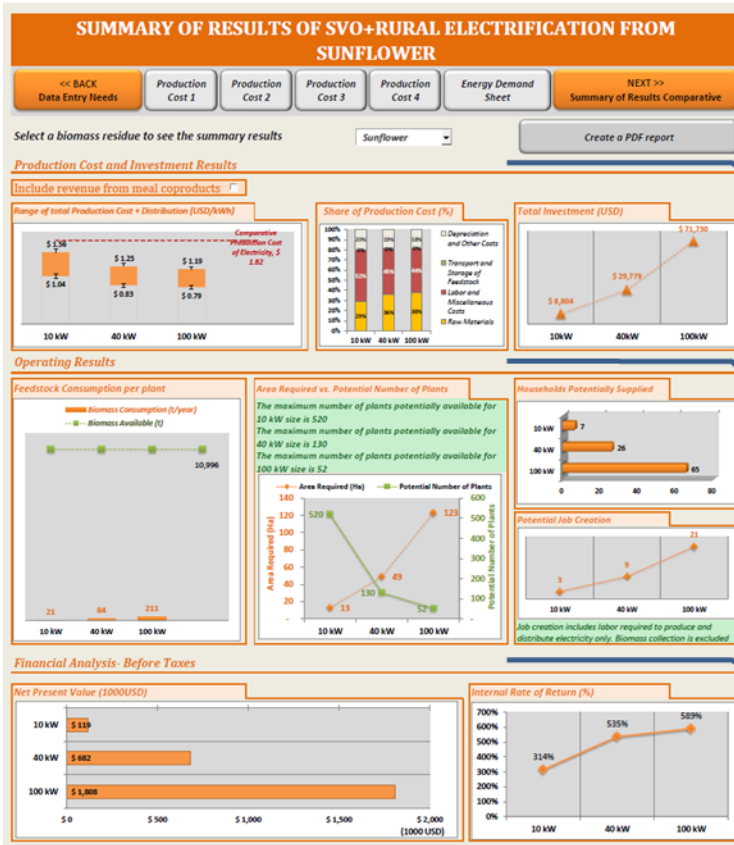 SUMMARY OF RESULTS OF SVO+RURAL ELECTRIFICATION FROM
SUNFLOWER
<< BACK
Data Entry Needs
Production
Cost 1
Production
Cost 2
Production
Cost 3
Production
Cost 4
Energy Demand
Sheet
NEXT >>
Summary of Results Comparative
Select a biomass residue to see the summary results
Sunflower
Create a PDF report
Production Cost and Investment Results
Include revenue from meal coproducts
Range of total Production Cost + Distribution (USD/kWh)
Comparative
Production Cost
of Electricity, $
1.82
$ 1.56
$ 1.25
$ 1.19
$ 1.04
$ 0.83
$ 0.79
10 kW
40 kW
100 kW
Share of Production Cost (%)
100%
90%
80%
70%
60%
50%
40%
30%
20%
10%
0%
20%
19%
18%
52%
45%
44%
36%
38%
10 kW
40 kW
100 kW
Depreciation
and Other Costs
Transport and
Storage of
Feedstock
Labor and
Miscellaneous
Costs
Raw Materials
Total Investment (USD)
$ 8,804
$ 29,779
$ 71,730
10kW
40kW
100kW
Operating Results
Feedstock Consumption per plant
Biomass Consumption (t/year)
Biomass Available (t)
10,996
21
84
211
10 kW
40 kW
100 kW
Area Required vs. Potential Number of Plants
The maximum number of plants potentially available for
10 kW size is 520
The maximum number of plants potentially available for
40 kW size is 130
The maximum number of plants potentially available for
100 kW size is 52
Area Required (Ha)
Potential Number of Plants
Area Required (Ha)
140
120
100
80
60
40
20
-
520
130
52
13
49
123
600
500
400
300
200
100
-
Potential Number of Plants
10 kW
40 kW
100 kW
Households Potentially Supplied
10 kW
7
40 kW
26
100 kW
65
0
20
40
60
80
Potential Job Creation
3
9
21
10 kW
40 kW
100 kW
Job creation includes labor required to produce and
distribute electricity only. Biomass collection is excluded
Financial Analysis- Before Taxes
Net Present Value (1000USD)
10 kW
$ 119
40 kW
$ 682
100 kW
$ 1,808
$ 0
$ 500
$ 1,000
$ 1,500
$ 2,000
(1000 USD)
Internal Rate of Return (%)
700%
600%
500%
400%
300%
200%
100%
0%
314%
535%
589%
10 kW
40 kW
100 kW